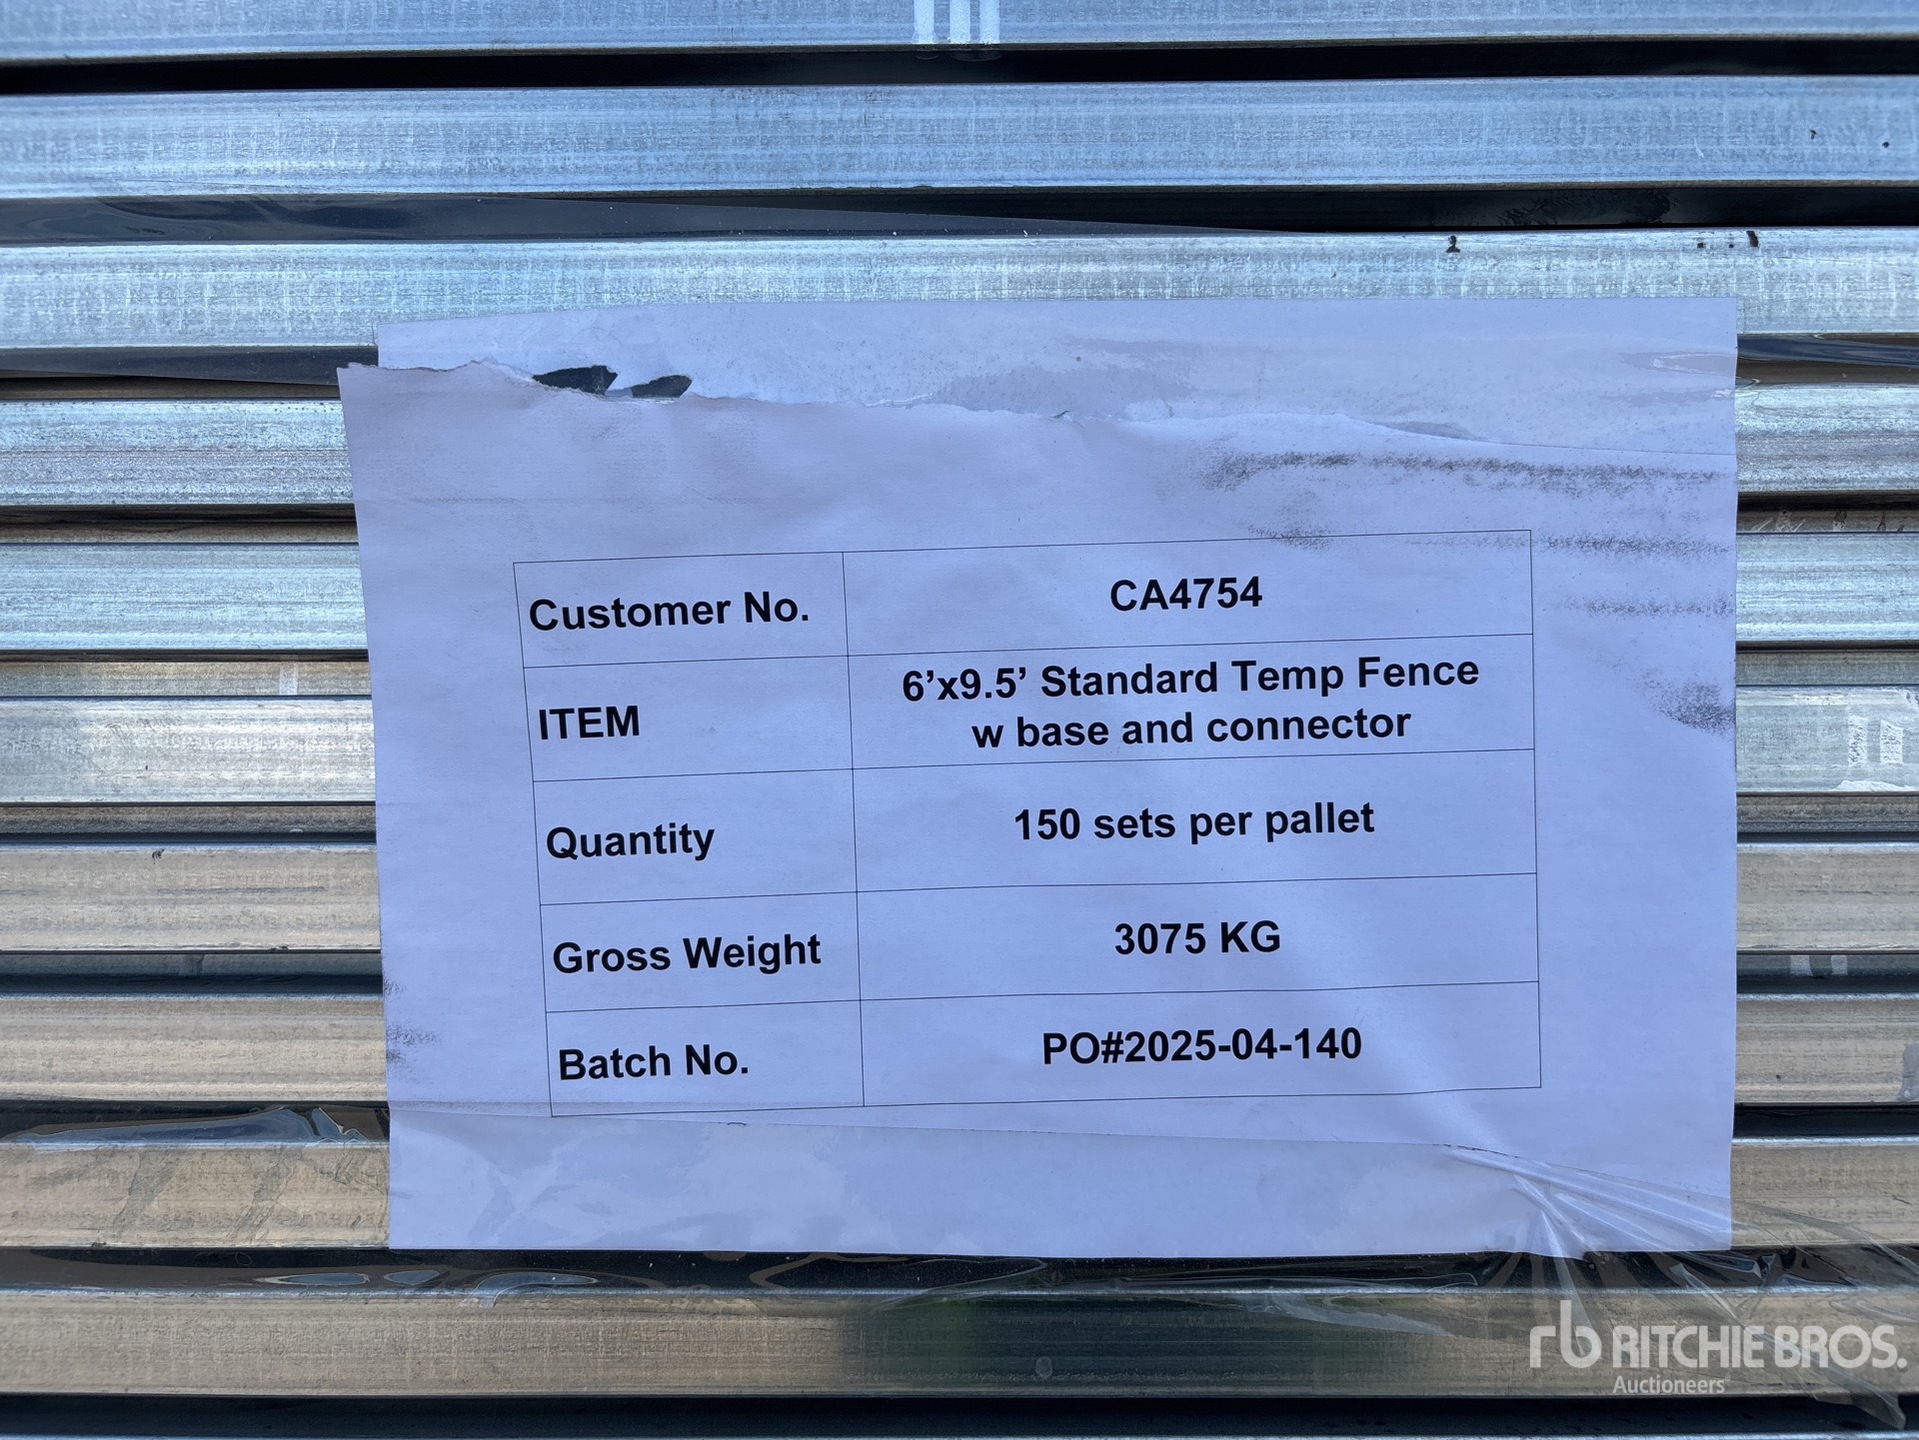 Customer No. CA4754
ITEM 6’x9.5’ Standard Temp Fence
w base and connector
Quantity 150 sets per pallet
Gross Weight 3075 KG
Batch No. PO#2025-04-140
rb RITCHIE BROS.
Auctioneers